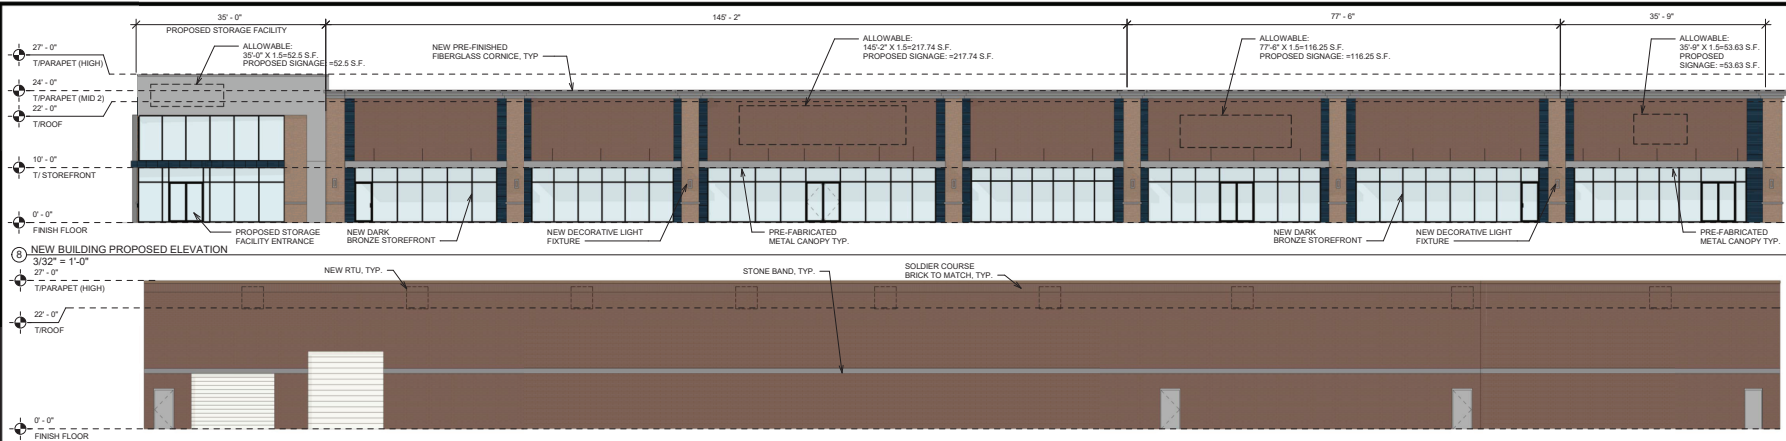 35' - 0"
145' - 2"
77' - 6"
35' - 9"
PROPOSED STORAGE FACILITY
27' - 0"
T/PARAPET (HIGH)
24' - 0"
T/PARAPET (MID 2)
22' - 0"
T/ROOF
10' - 0"
T/ STOREFRONT
0' - 0"
FINISH FLOOR
ALLOWABLE:
35'-0" X 1.5=52.5 S.F.
PROPOSED SIGNAGE :=52.5 S.F.
NEW PRE-FINISHED
FIBERGLASS CORNICE, TYP
ALLOWABLE:
145'-2" X 1.5=217.74 S.F.
PROPOSED SIGNAGE :=217.74 S.F.
ALLOWABLE:
77'-6" X 1.5=116.25 S.F.
PROPOSED SIGNAGE: =116.25 S.F.
ALLOWABLE:
35'-9" X 1.5=53.63 S.F.
PROPOSED
SIGNAGE: =53.63 S.F.
PROPOSED STORAGE
FACILITY ENTRANCE
NEW DARK
BRONZE STOREFRONT
NEW DECORATIVE LIGHT
FIXTURE
PRE-FABRICATED
METAL CANOPY TYP.
NEW DARK
BRONZE STOREFRONT
NEW DECORATIVE LIGHT
FIXTURE
PRE-FABRICATED
METAL CANOPY TYP.
8 NEW BUILDING PROPOSED ELEVATION
3/32" = 1'-0"
27' - 0"
T/PARAPET (HIGH)
22' - 0"
T/ROOF
0' - 0"
FINISH FLOOR
NEW RTU, TYP.
STONE BAND, TYP.
SOLDIER COURSE
BRICK TO MATCH, TYP.